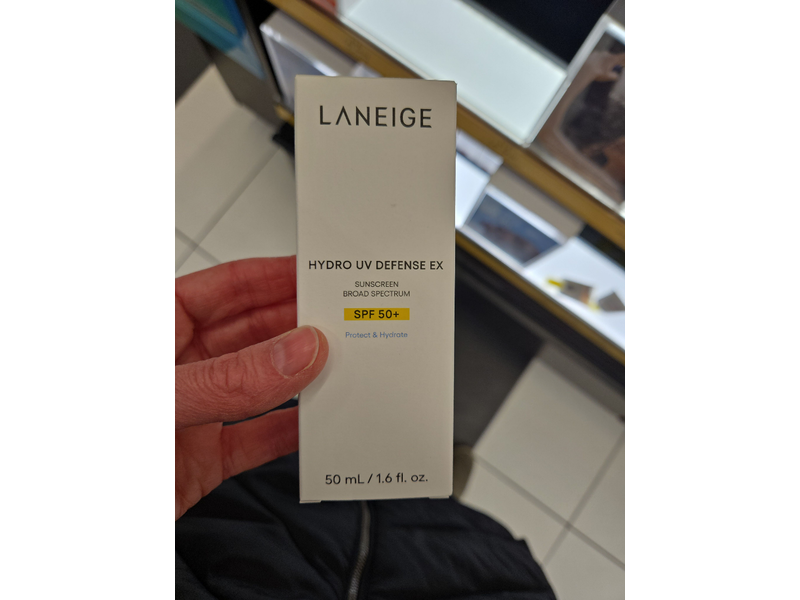 LANEIGE
HYDRO UV DEFENSE EX
SUNSCREEN
BROAD SPECTRUM
SPF 50+
Protect & Hydrate
50 mL / 1.6 fl. oz.